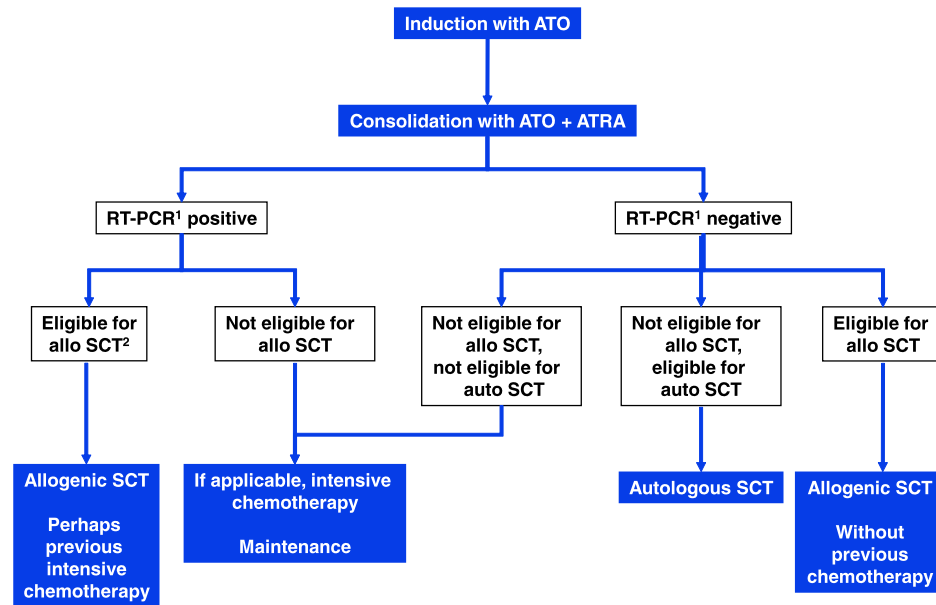 Induction with ATO
Consolidation with ATO + ATRA
RT-PCR¹ positive
RT-PCR¹ negative
Eligible for
allo SCT²
Not eligible for
allo SCT
Not eligible for
allo SCT,
not eligible for
auto SCT
Not eligible for
allo SCT,
eligible for
auto SCT
Eligible for
allo SCT
Allogenic SCT
Perhaps
previous
intensive
chemotherapy
If applicable, intensive
chemotherapy
Maintenance
Autologous SCT
Allogenic SCT
Without
previous
chemotherapy